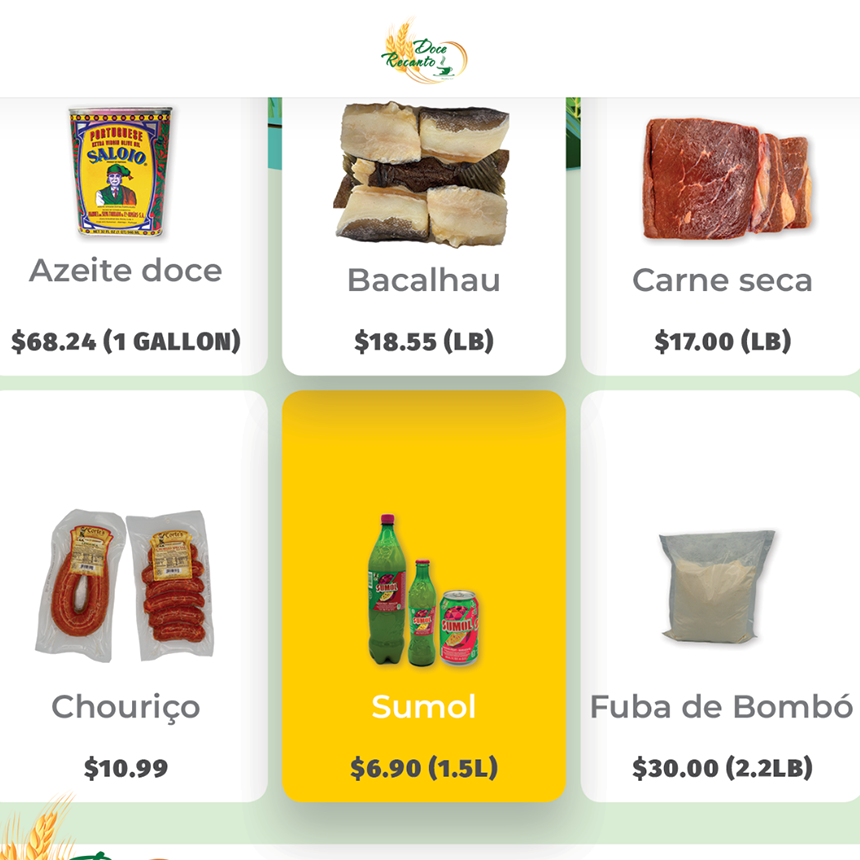 Doce
Recanto
PORTUGUESE
EXTRA VIRGIN OLIVE OIL
SALOIO
Azeite doce
$68.24 (1 GALLON)
Bacalhau
$18.55 (LB)
Carne seca
$17.00 (LB)
SUMOL
SUMOL
SUMOL
Chouriço
$10.99
Sumol
$6.90 (1.5L)
Fuba de Bombó
$30.00 (2.2LB)